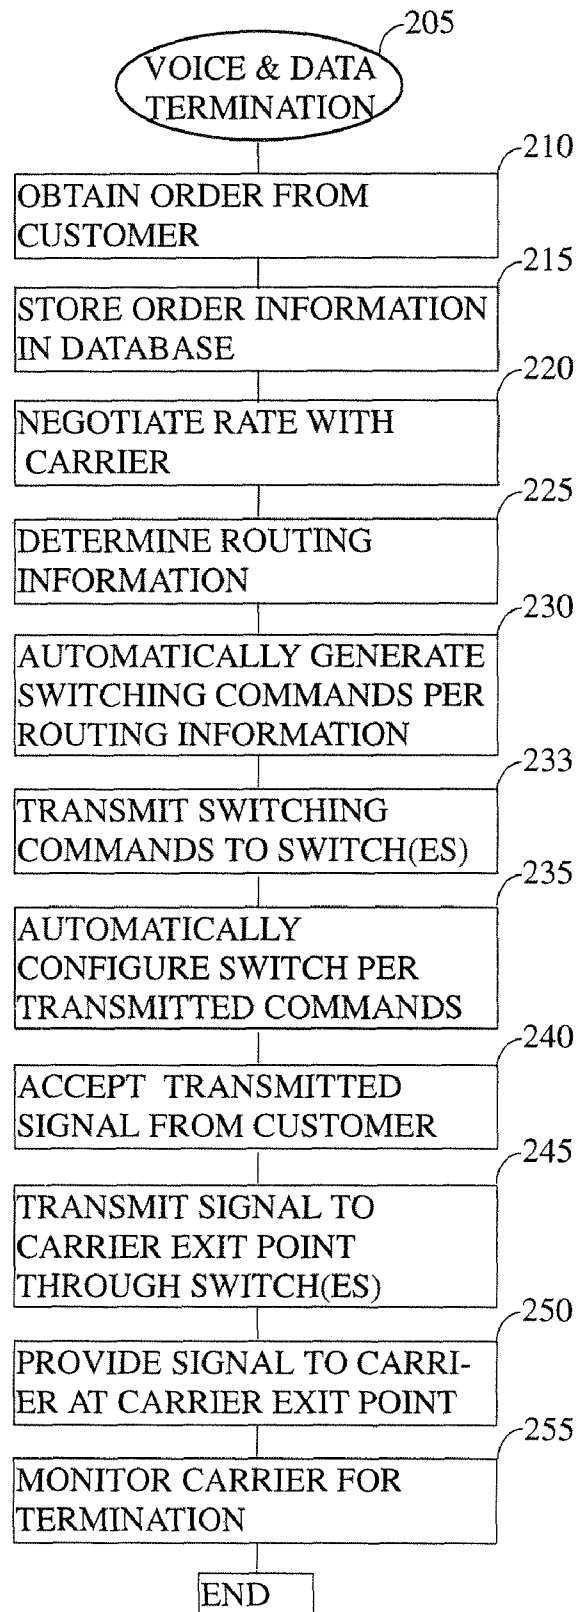 205
VOICE & DATA
TERMINATION
210
OBTAIN ORDER FROM
CUSTOMER
215
STORE ORDER INFORMATION
IN DATABASE
220
NEGOTIATE RATE WITH
CARRIER
225
DETERMINE ROUTING
INFORMATION
230
AUTOMATICALLY GENERATE
SWITCHING COMMANDS PER
ROUTING INFORMATION
233
TRANSMIT SWITCHING
COMMANDS TO SWITCH(ES)
235
AUTOMATICALLY
CONFIGURE SWITCH PER
TRANSMITTED COMMANDS
240
ACCEPT TRANSMITTED
SIGNAL FROM CUSTOMER
245
TRANSMIT SIGNAL TO
CARRIER EXIT POINT
THROUGH SWITCH(ES)
250
PROVIDE SIGNAL TO CARRI-
ER AT CARRIER EXIT POINT
255
MONITOR CARRIER FOR
TERMINATION
END